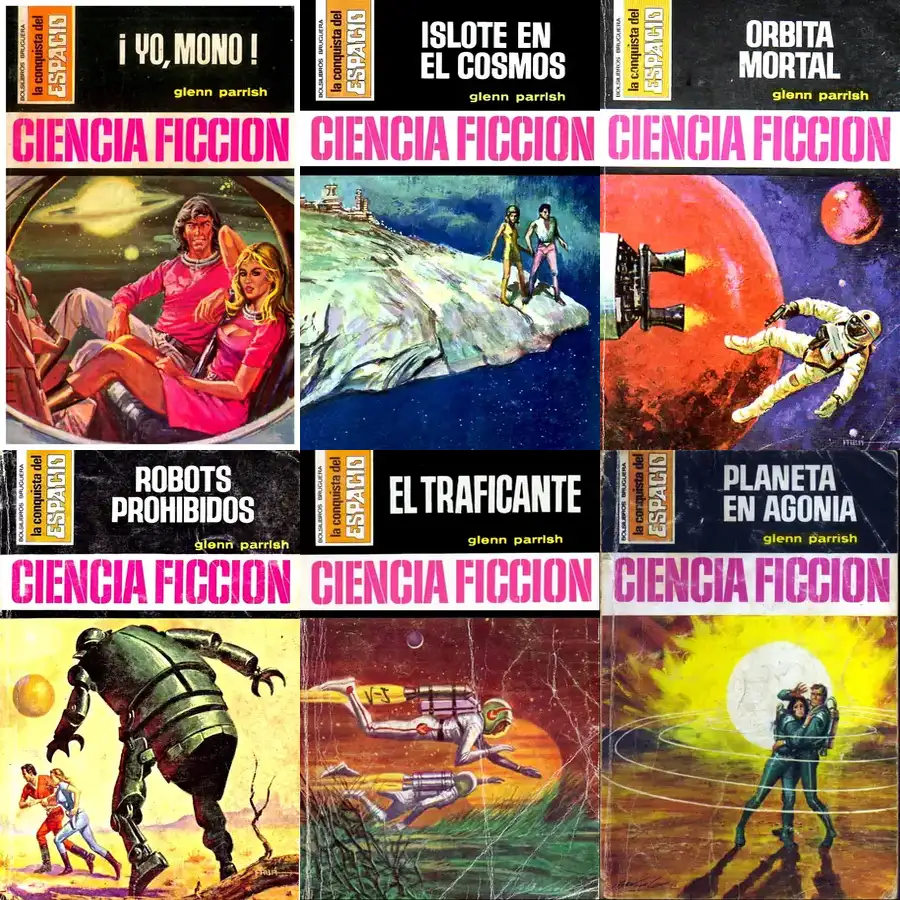 BOLSILIBROS BRUGUERA
la conquista del
ESPACIO
¡ YO, MONO !
glenn parrish
CIENCIA FICCION
BOLSILIBROS BRUGUERA
la conquista del
ESPACIO
ISLOTE EN
EL COSMOS
glenn parrish
CIENCIA FICCION
BOLSILIBROS BRUGUERA
la conquista del
ESPACIO
ORBITA
MORTAL
glenn parrish
CIENCIA FICCION
BOLSILIBROS BRUGUERA
la conquista del
ESPACIO
ROBOTS
PROHIBIDOS
glenn parrish
CIENCIA FICCION
BOLSILIBROS BRUGUERA
la conquista del
ESPACIO
EL TRAFICANTE
glenn parrish
CIENCIA FICCION
V-5
BOLSILIBROS BRUGUERA
la conquista del
ESPACIO
PLANETA
EN AGONIA
glenn parrish
CIENCIA FICCION